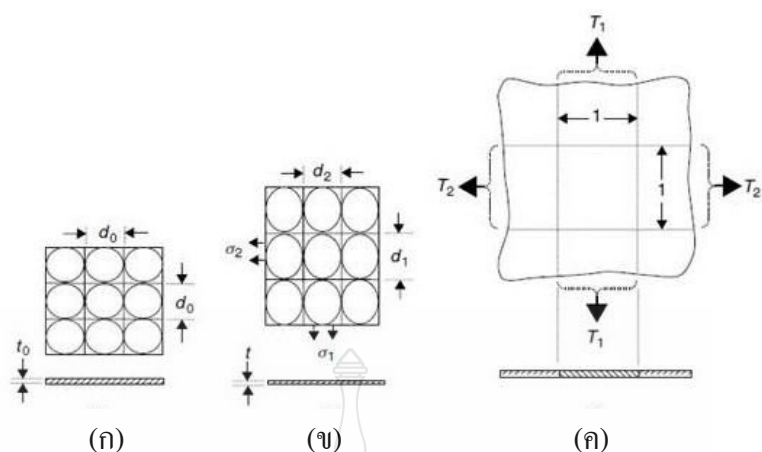 d₀
d₀
t₀
(ก)
d₂
σ₂
d₁
σ₁
t
(ข)
T₁
1
T₂
1
T₂
T₁
(ค)